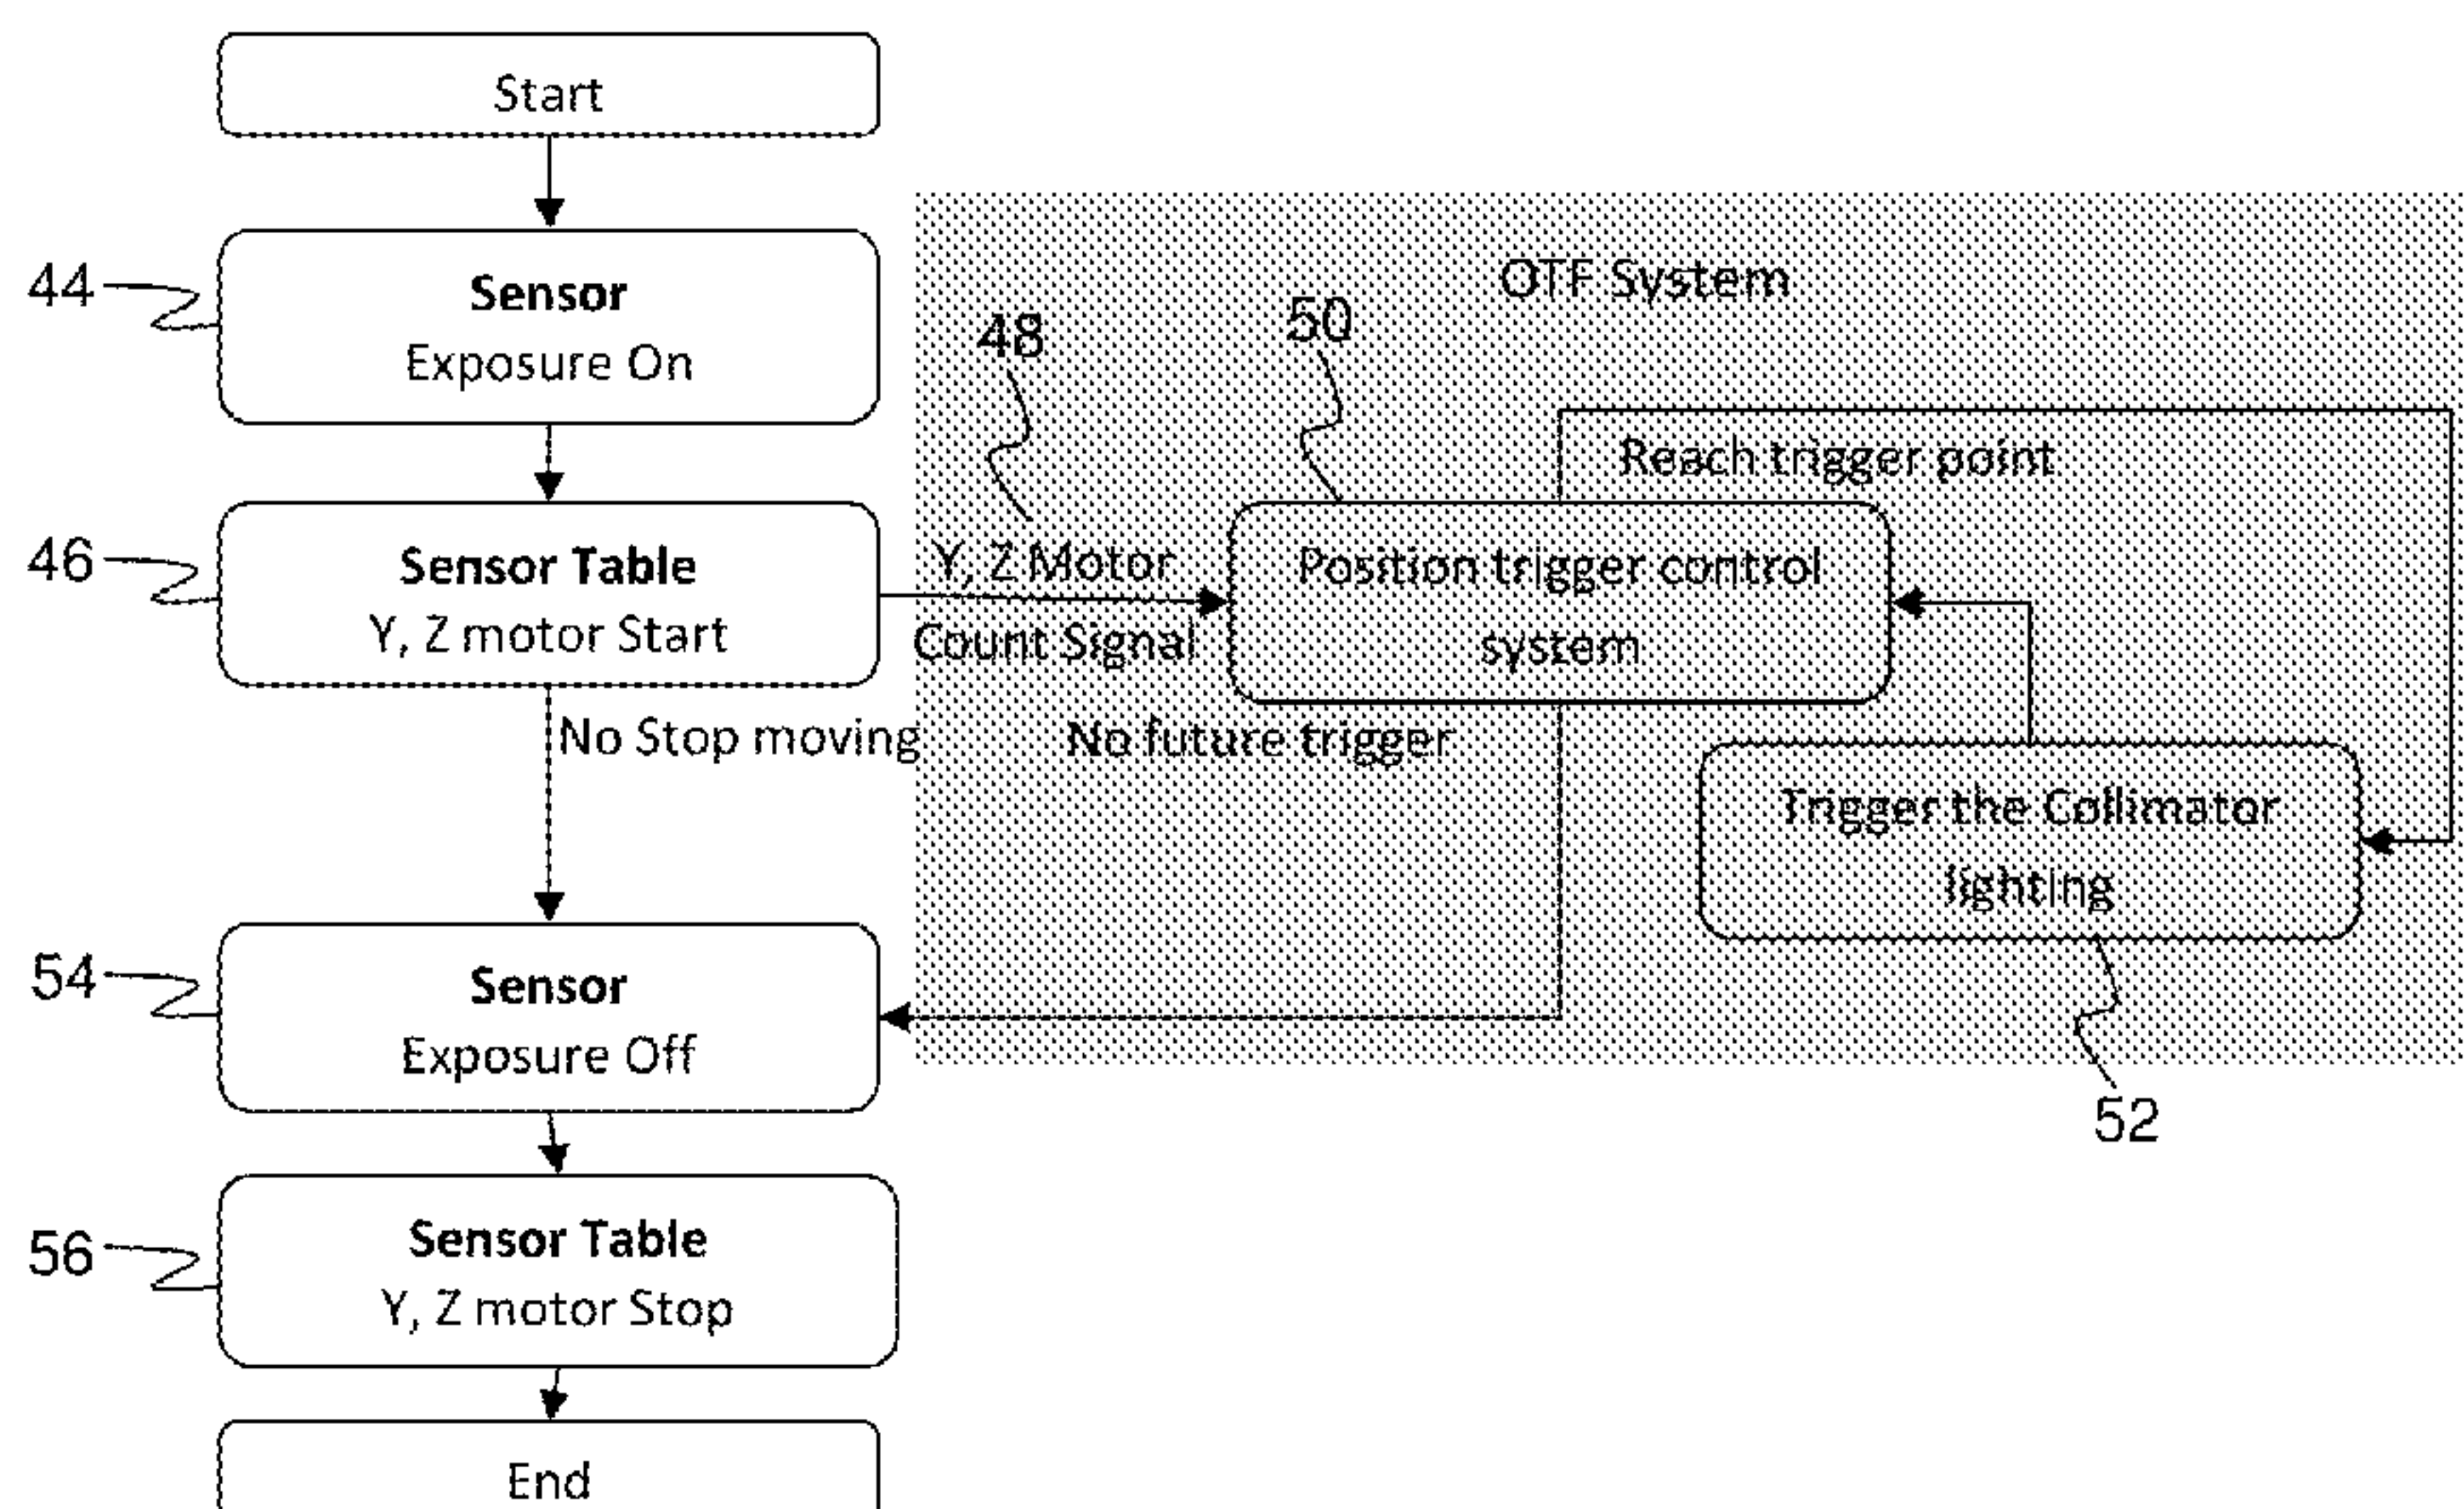 Start
44
Sensor
Exposure On
OTF System
48
50
Reach trigger point
46
Sensor Table
Y, Z motor Start
Y, Z Motor
Count Signal
Position trigger control
system
No Stop moving
No future trigger
Trigger the Collimator
lighting
54
Sensor
Exposure Off
52
56
Sensor Table
Y, Z motor Stop
End